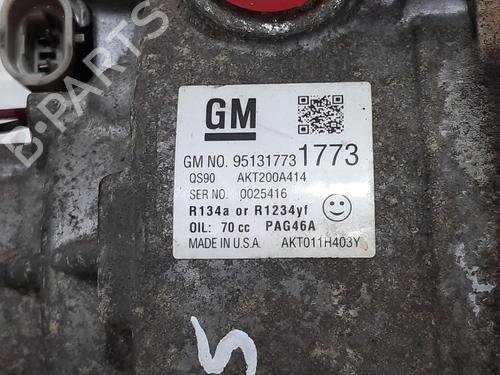 GM
GM NO. 95131773 1773
QS90 AKT200A414
SER NO. 0025416
R134a or R1234yf
OIL: 70 cc PAG46A
MADE IN U.S.A. AKT011H403Y
B-PARTS
S